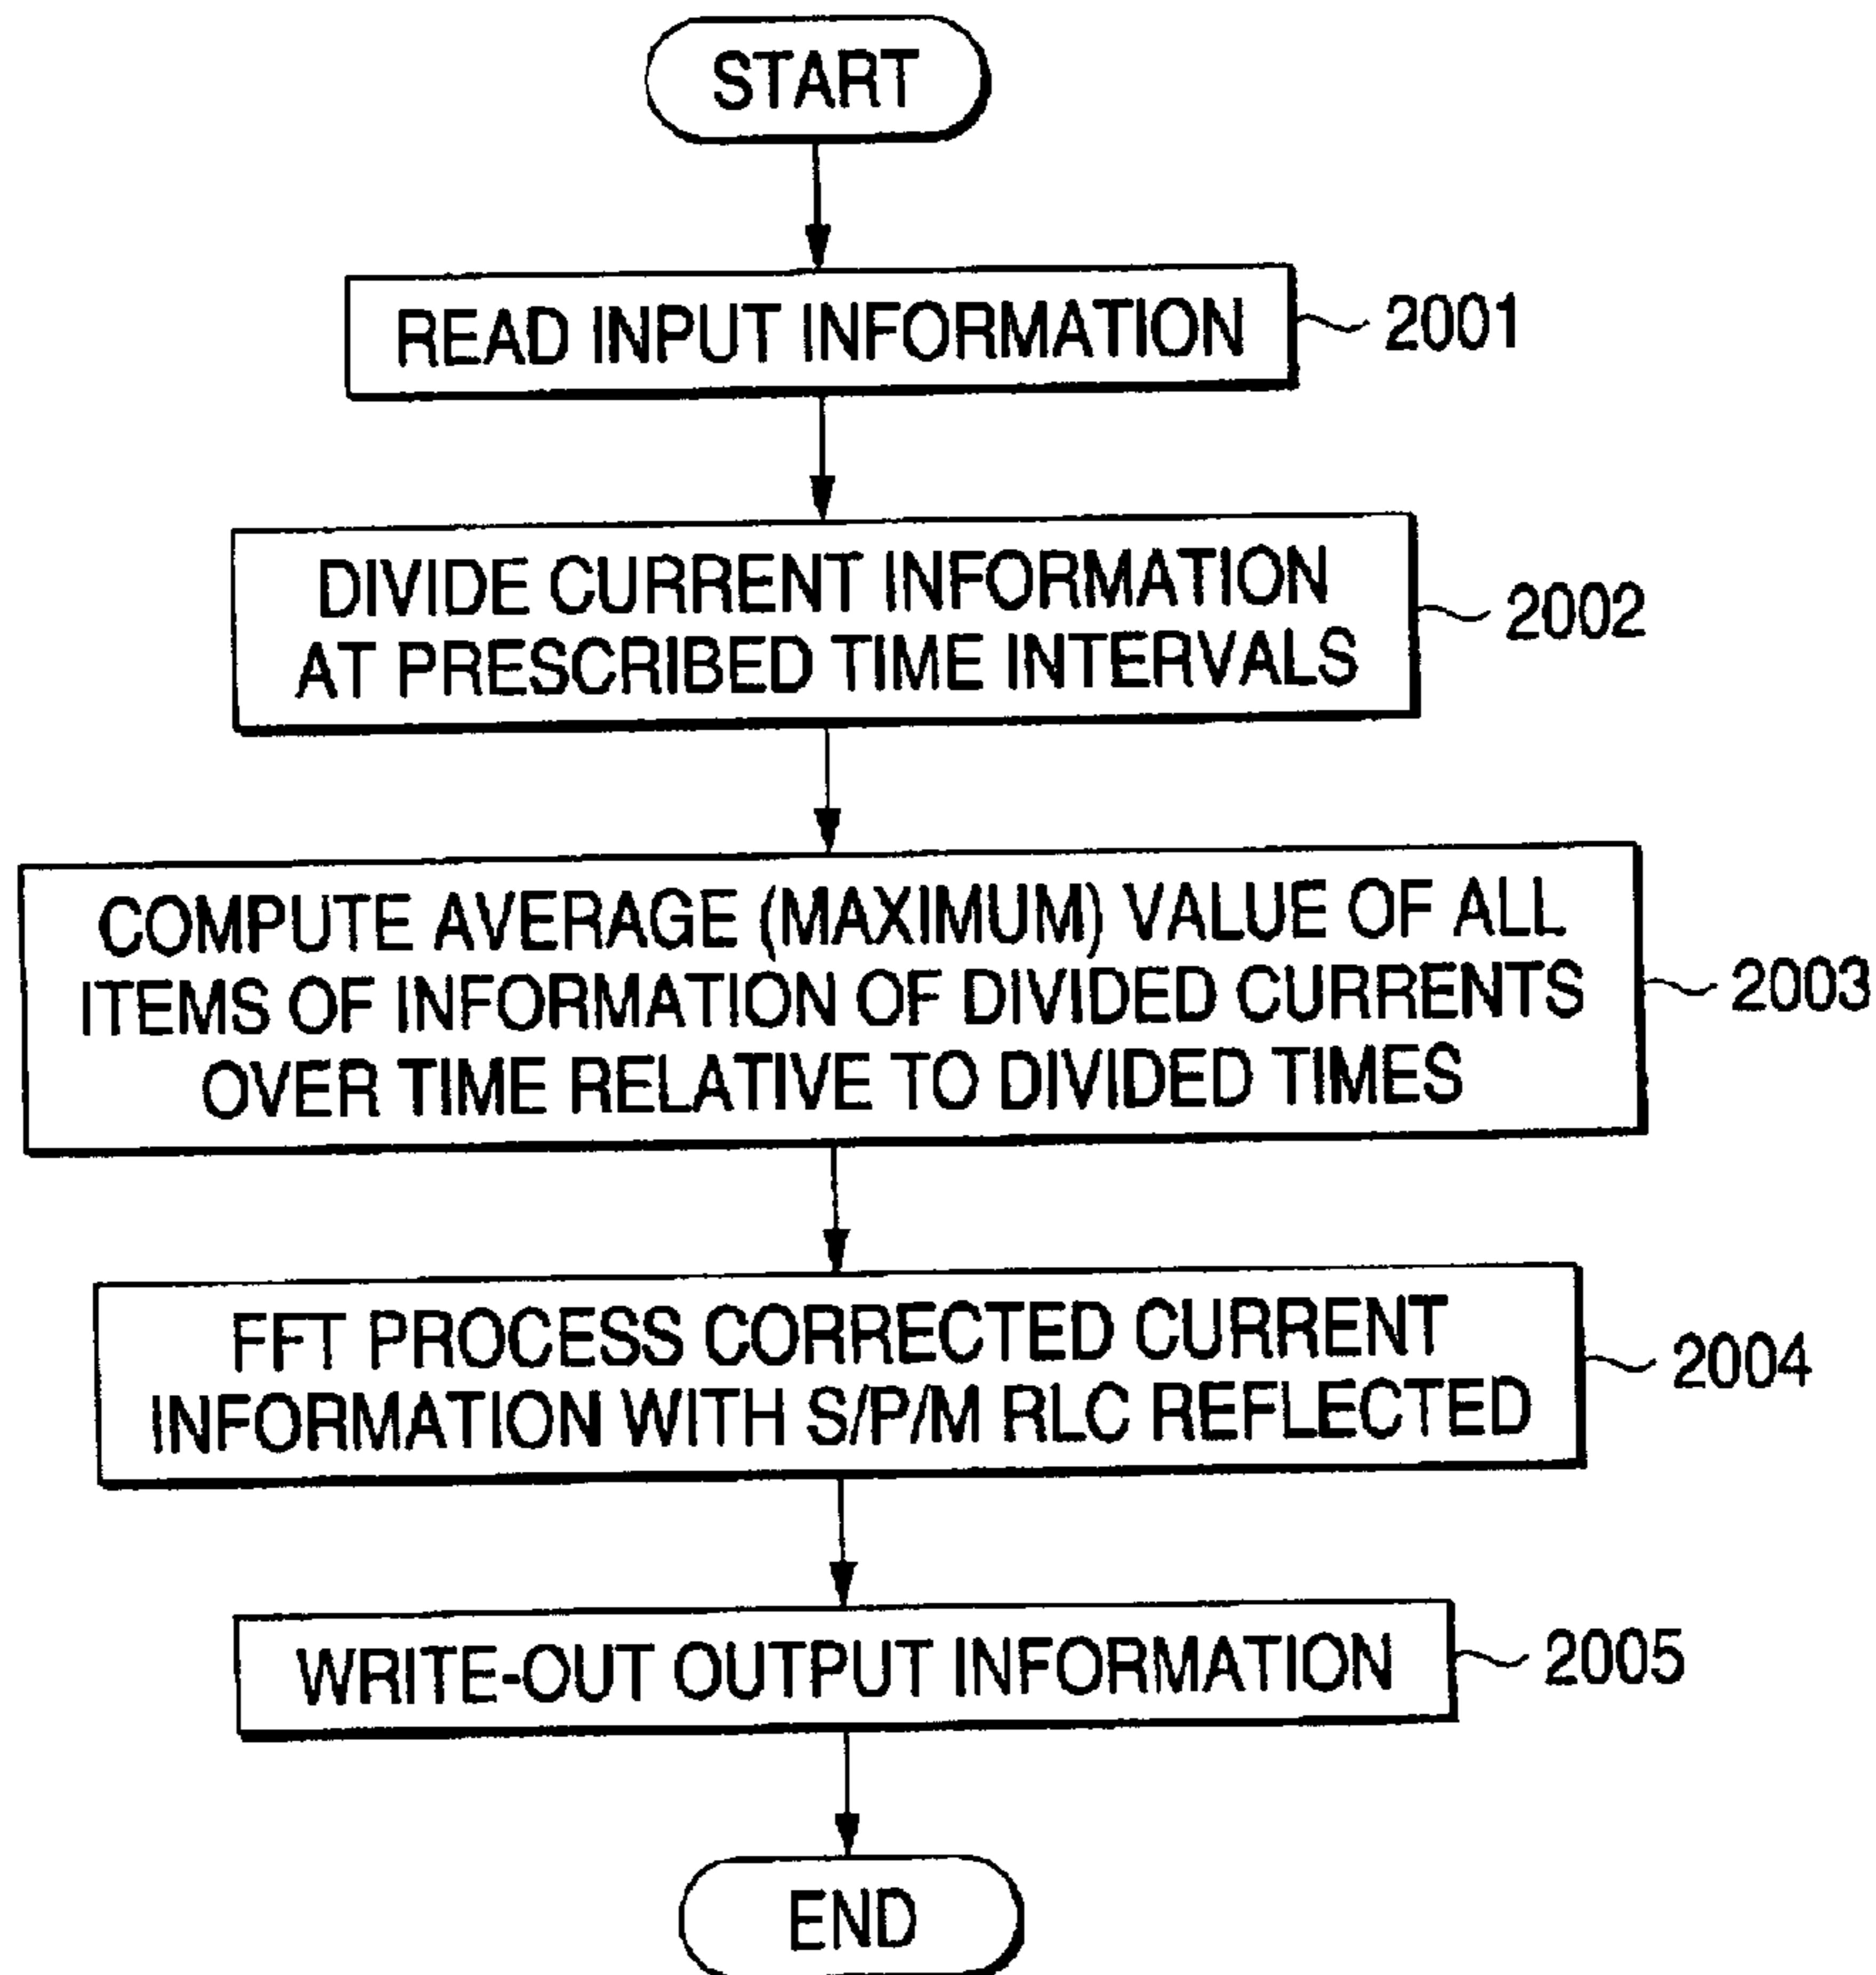 START
READ INPUT INFORMATION
2001
DIVIDE CURRENT INFORMATION
AT PRESCRIBED TIME INTERVALS
2002
COMPUTE AVERAGE (MAXIMUM) VALUE OF ALL
ITEMS OF INFORMATION OF DIVIDED CURRENTS
OVER TIME RELATIVE TO DIVIDED TIMES
2003
FFT PROCESS CORRECTED CURRENT
INFORMATION WITH S/P/M RLC REFLECTED
2004
WRITE-OUT OUTPUT INFORMATION
2005
END